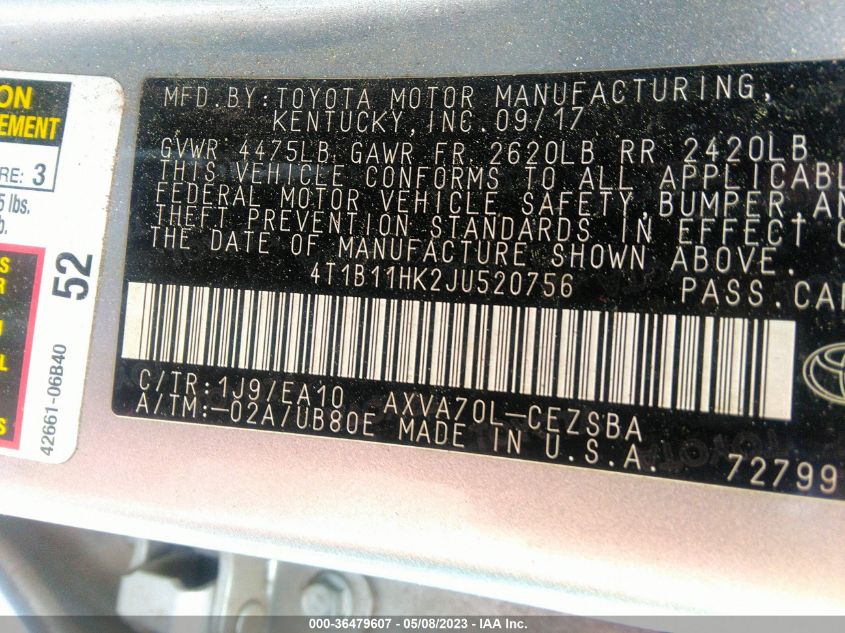 ON
EMENT
RE: 3
5 lbs.
b.
S
R
42661-06B40
52
MFD.BY:TOYOTA MOTOR MANUFACTURING,
KENTUCKY,INC.09/17
GVWR 4475LB GAWR FR 2620LB RR 2420LB
THIS VEHICLE CONFORMS TO ALL APPLICABL
FEDERAL MOTOR VEHICLE SAFETY,BUMPER,AN
THEFT PREVENTION STANDARDS IN EFFECT O
THE DATE OF MANUFACTURE SHOWN ABOVE.
4T1B11HK2JU520756 PASS.CAR
C/TR:1J9/EA10 AXVA70L-CEZSBA
A/TM:-02A/UB80E MADE IN U.S.A.
72799
000-36479607 - 05/08/2023 - IAA Inc.